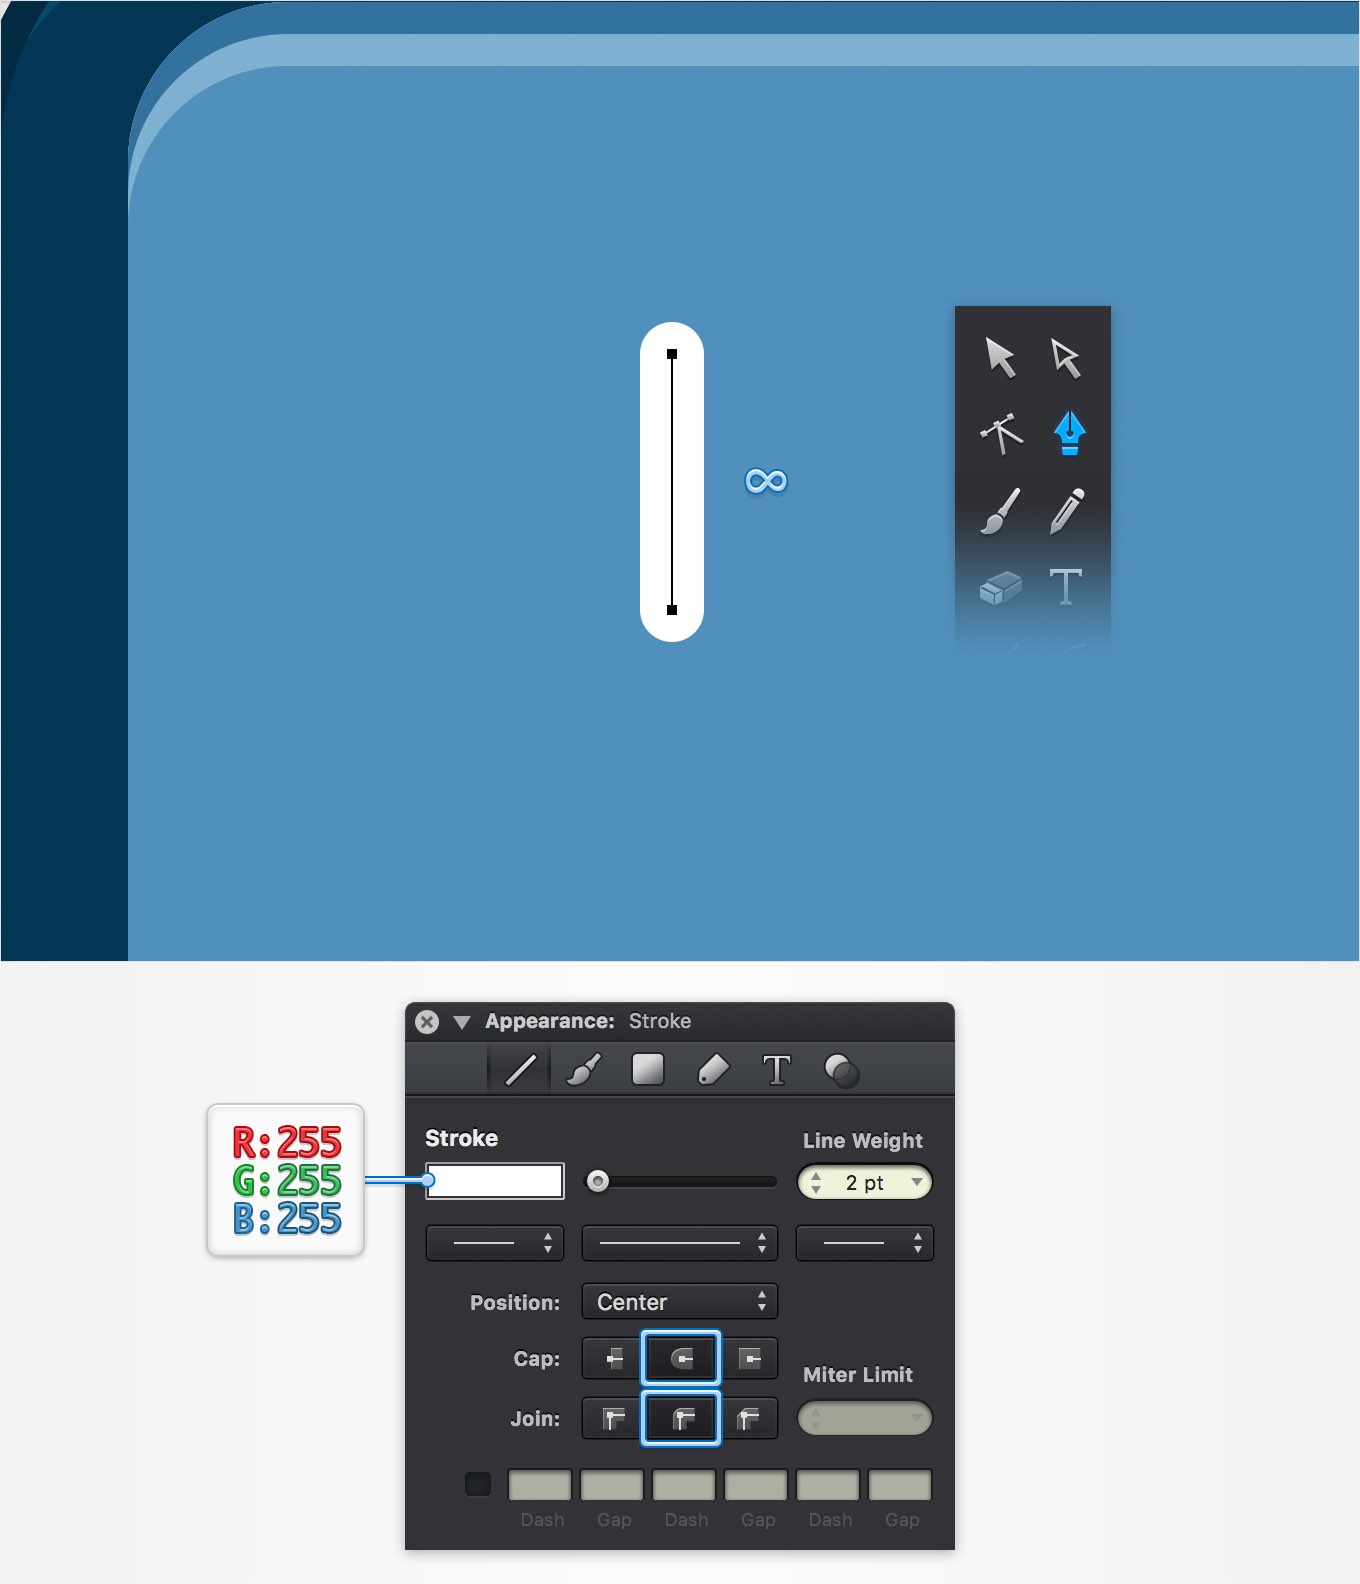 T
Appearance: Stroke
T
Stroke
Line Weight
R:255
G:255
B:255
2 pt
Position: Center
Cap:
Miter Limit
Join:
Dash Gap Dash Gap Dash Gap